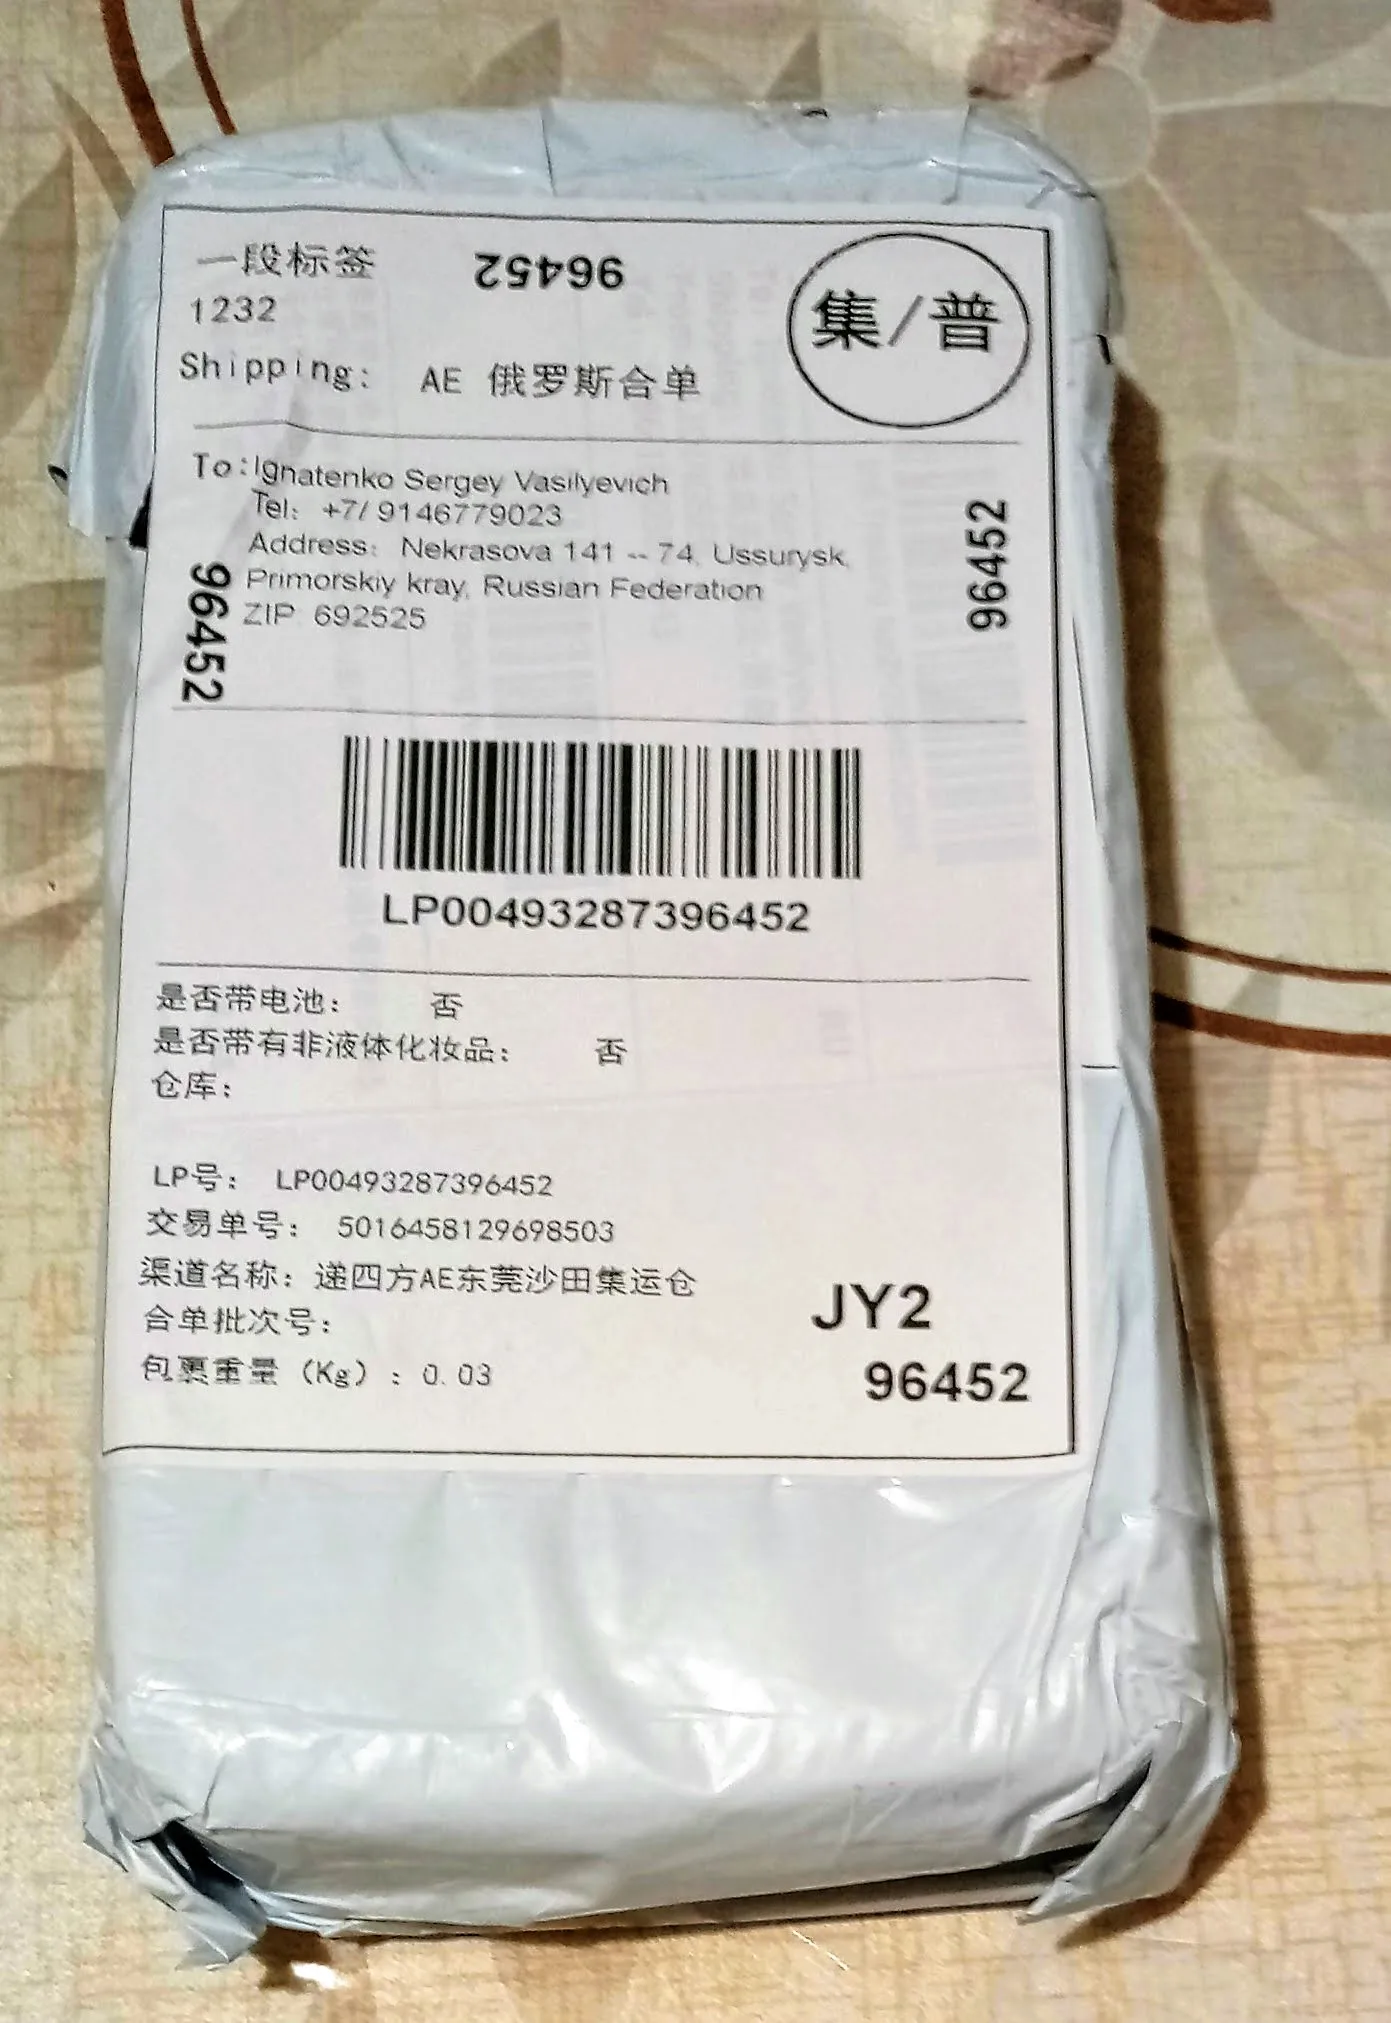 一段标签
96452
集/普
1232
Shipping: AE 俄罗斯合单
To:Ignatenko Sergey Vasilyevich
Tel: +7/ 9146779023
Address: Nekrasova 141 -- 74, Ussurysk,
Primorskiy kray, Russian Federation
ZIP 692525
96452
96452
LP00493287396452
是否带电池: 否
是否带有非液体化妆品: 否
仓库:
LP号: LP00493287396452
交易单号: 5016458129698503
渠道名称: 递四方AE东莞沙田集运仓
合单批次号:
JY2
包裹重量 (Kg) : 0.03
96452